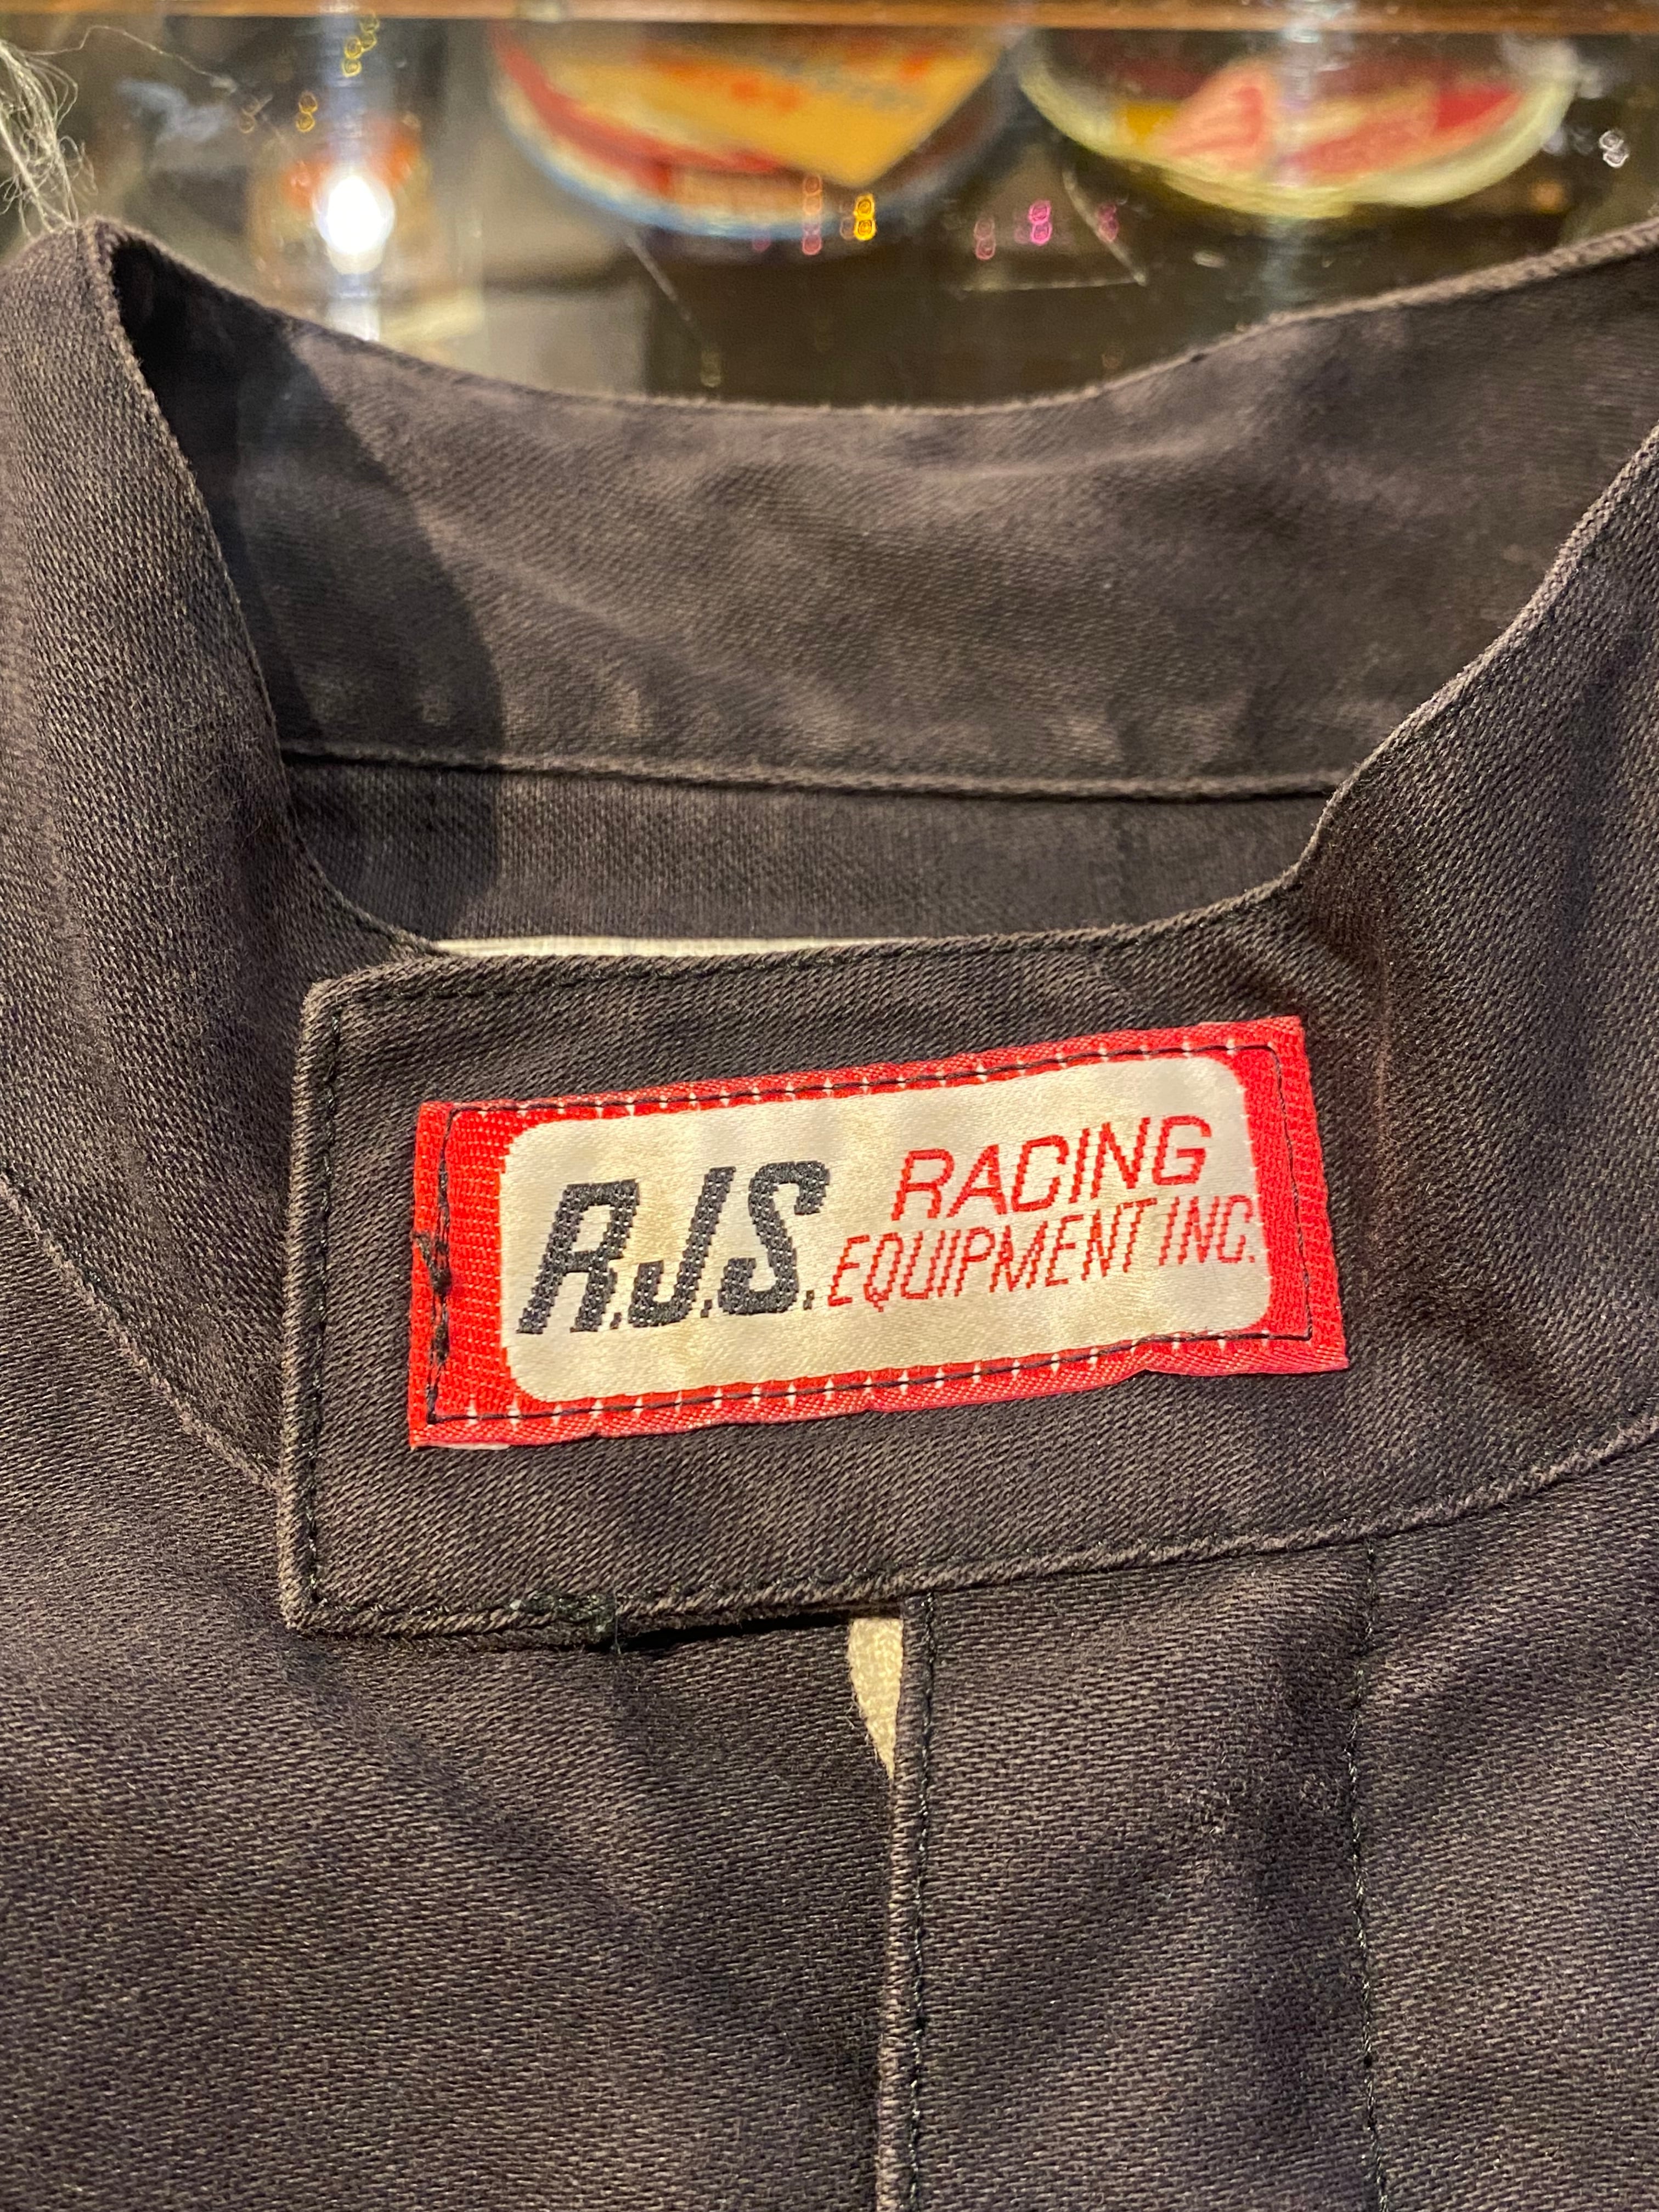 R.J.S. RACING
EQUIPMENT INC.